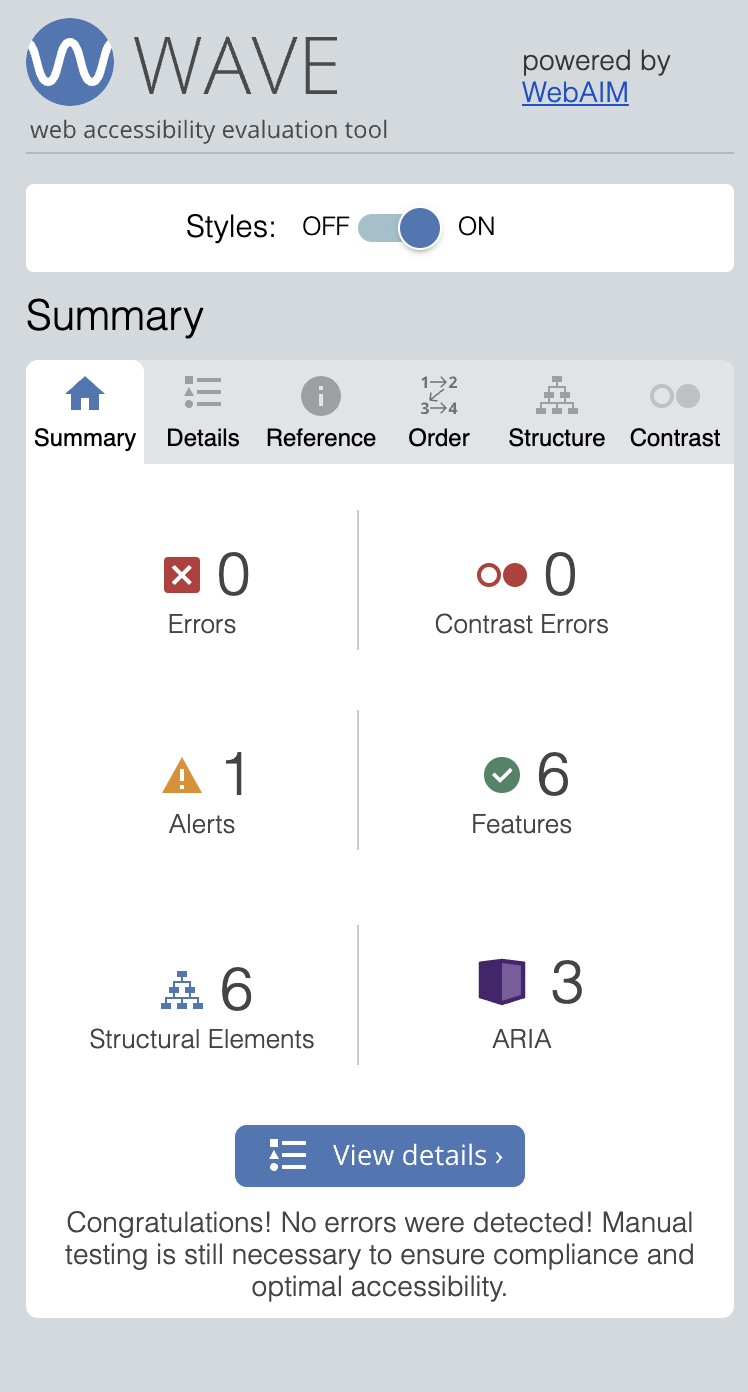 WAVE
powered by
WebAIM
web accessibility evaluation tool
Styles: OFF ON
Summary
1→2
3→4
Summary Details Reference Order Structure Contrast
0
Errors
0
Contrast Errors
1
Alerts
6
Features
6
Structural Elements
3
ARIA
View details ›
Congratulations! No errors were detected! Manual
testing is still necessary to ensure compliance and
optimal accessibility.